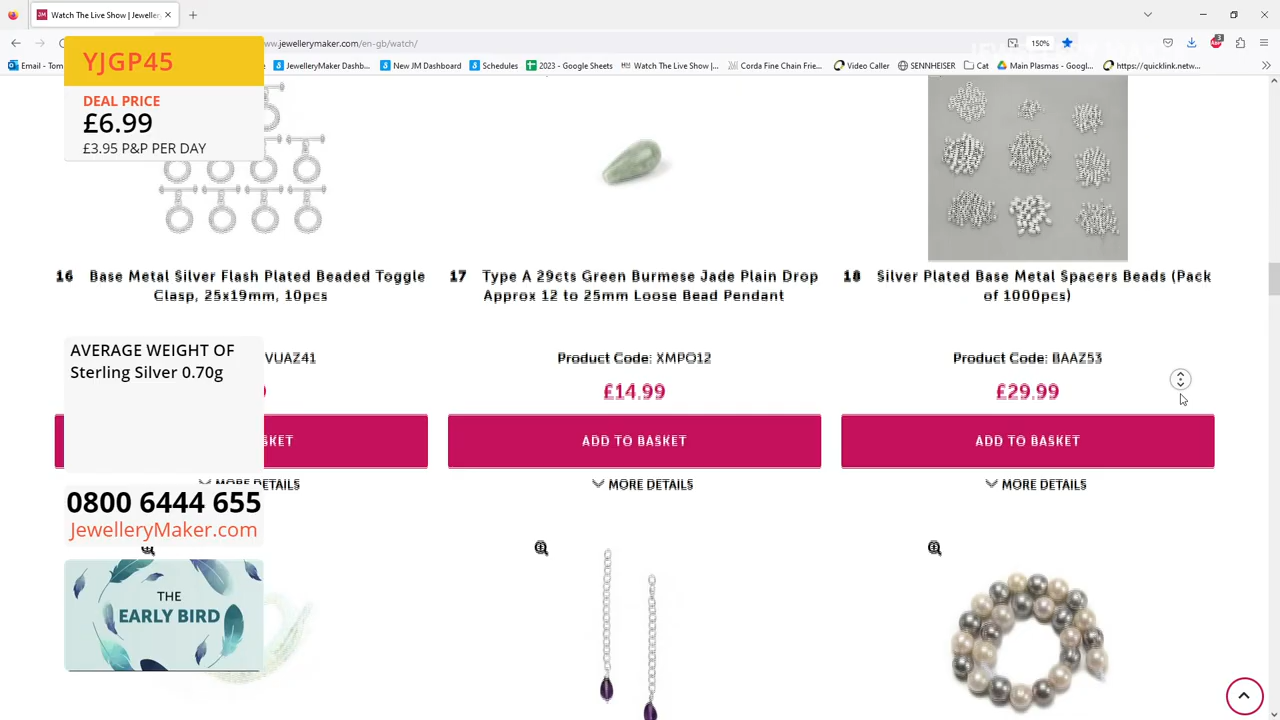 Watch The Live Show | Jeweller
ww.jewellerymaker.com/en-gb/watch/
150%
3
Email - Tom
JewelleryMaker Dashb...
New JM Dashboard
Schedules
2023 - Google Sheets
Watch The Live Show |...
Corda Fine Chain Frie...
Video Caller
SENNHEISER
Cat
Main Plasmas - Googl...
https://quicklink.netw...
YJGP45
DEAL PRICE
£6.99
£3.95 P&P PER DAY
16 Base Metal Silver Flash Plated Beaded Toggle
Clasp, 25x19mm, 10pcs
17 Type A 29cts Green Burmese Jade Plain Drop
Approx 12 to 25mm Loose Bead Pendant
18 Silver Plated Base Metal Spacers Beads (Pack
of 1000pcs)
AVERAGE WEIGHT OF
Sterling Silver 0.70g
VUAZ41
Product Code: XMPO12
Product Code: BAAZ53
£14.99
£29.99
SKET
ADD TO BASKET
ADD TO BASKET
MORE DETAILS
MORE DETAILS
MORE DETAILS
0800 6444 655
JewelleryMaker.com
THE
EARLY BIRD